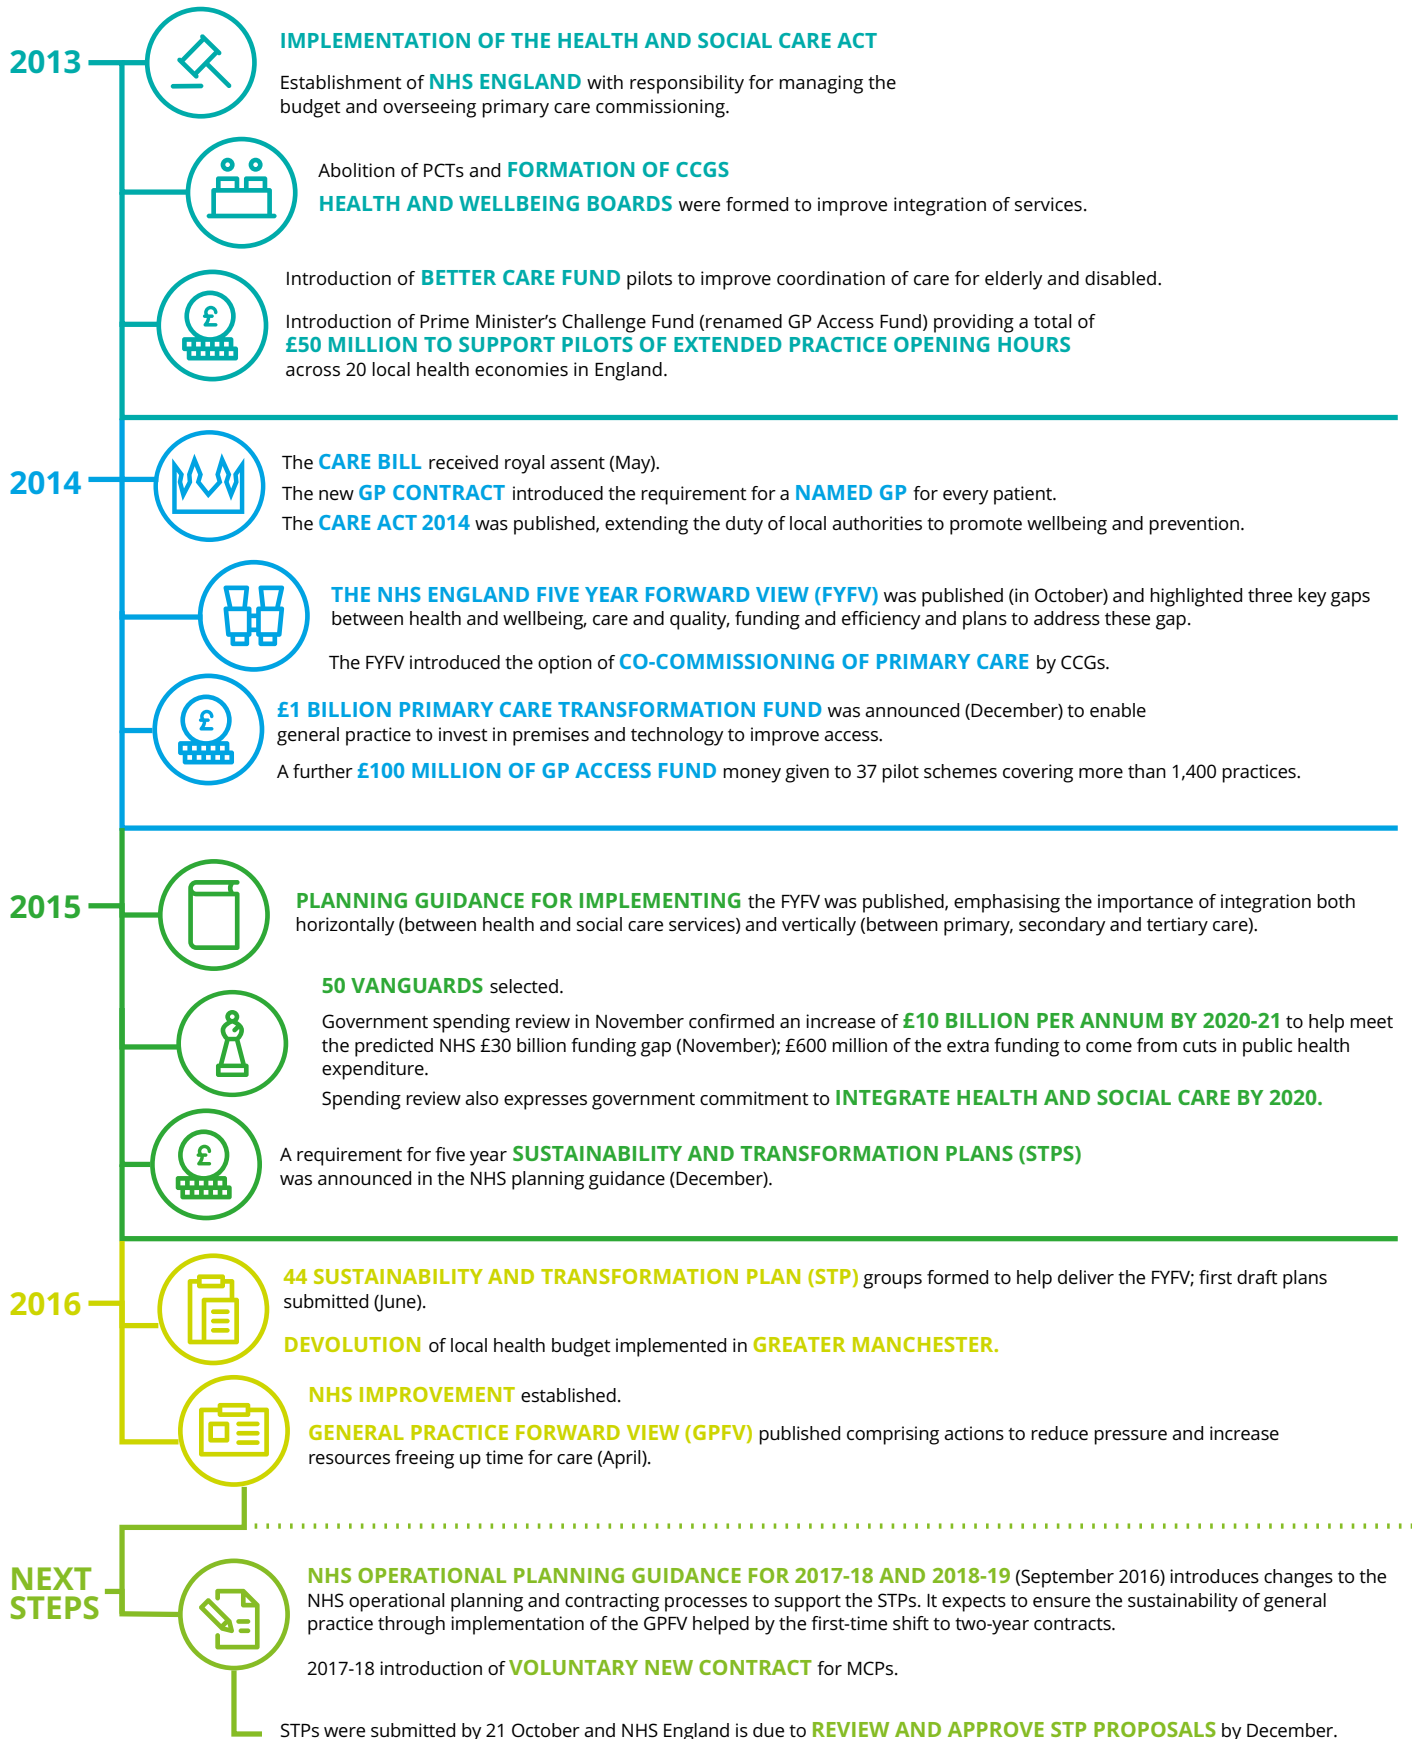 2013
IMPLEMENTATION OF THE HEALTH AND SOCIAL CARE ACT
Establishment of NHS ENGLAND with responsibility for managing the
budget and overseeing primary care commissioning.
Abolition of PCTs and FORMATION OF CCGS
HEALTH AND WELLBEING BOARDS were formed to improve integration of services.
Introduction of BETTER CARE FUND pilots to improve coordination of care for elderly and disabled.
£
Introduction of Prime Minister’s Challenge Fund (renamed GP Access Fund) providing a total of
£50 MILLION TO SUPPORT PILOTS OF EXTENDED PRACTICE OPENING HOURS
across 20 local health economies in England.
2014
The CARE BILL received royal assent (May).
The new GP CONTRACT introduced the requirement for a NAMED GP for every patient.
The CARE ACT 2014 was published, extending the duty of local authorities to promote wellbeing and prevention.
THE NHS ENGLAND FIVE YEAR FORWARD VIEW (FYFV) was published (in October) and highlighted three key gaps
between health and wellbeing, care and quality, funding and efficiency and plans to address these gap.
The FYFV introduced the option of CO-COMMISSIONING OF PRIMARY CARE by CCGs.
£
£1 BILLION PRIMARY CARE TRANSFORMATION FUND was announced (December) to enable
general practice to invest in premises and technology to improve access.
A further £100 MILLION OF GP ACCESS FUND money given to 37 pilot schemes covering more than 1,400 practices.
2015
PLANNING GUIDANCE FOR IMPLEMENTING the FYFV was published, emphasising the importance of integration both
horizontally (between health and social care services) and vertically (between primary, secondary and tertiary care).
50 VANGUARDS selected.
Government spending review in November confirmed an increase of £10 BILLION PER ANNUM BY 2020-21 to help meet
the predicted NHS £30 billion funding gap (November); £600 million of the extra funding to come from cuts in public health
expenditure.
Spending review also expresses government commitment to INTEGRATE HEALTH AND SOCIAL CARE BY 2020.
£
A requirement for five year SUSTAINABILITY AND TRANSFORMATION PLANS (STPS)
was announced in the NHS planning guidance (December).
2016
44 SUSTAINABILITY AND TRANSFORMATION PLAN (STP) groups formed to help deliver the FYFV; first draft plans
submitted (June).
DEVOLUTION of local health budget implemented in GREATER MANCHESTER.
NHS IMPROVEMENT established.
GENERAL PRACTICE FORWARD VIEW (GPFV) published comprising actions to reduce pressure and increase
resources freeing up time for care (April).
NEXT
STEPS
NHS OPERATIONAL PLANNING GUIDANCE FOR 2017-18 AND 2018-19 (September 2016) introduces changes to the
NHS operational planning and contracting processes to support the STPs. It expects to ensure the sustainability of general
practice through implementation of the GPFV helped by the first-time shift to two-year contracts.
2017-18 introduction of VOLUNTARY NEW CONTRACT for MCPs.
STPs were submitted by 21 October and NHS England is due to REVIEW AND APPROVE STP PROPOSALS by December.